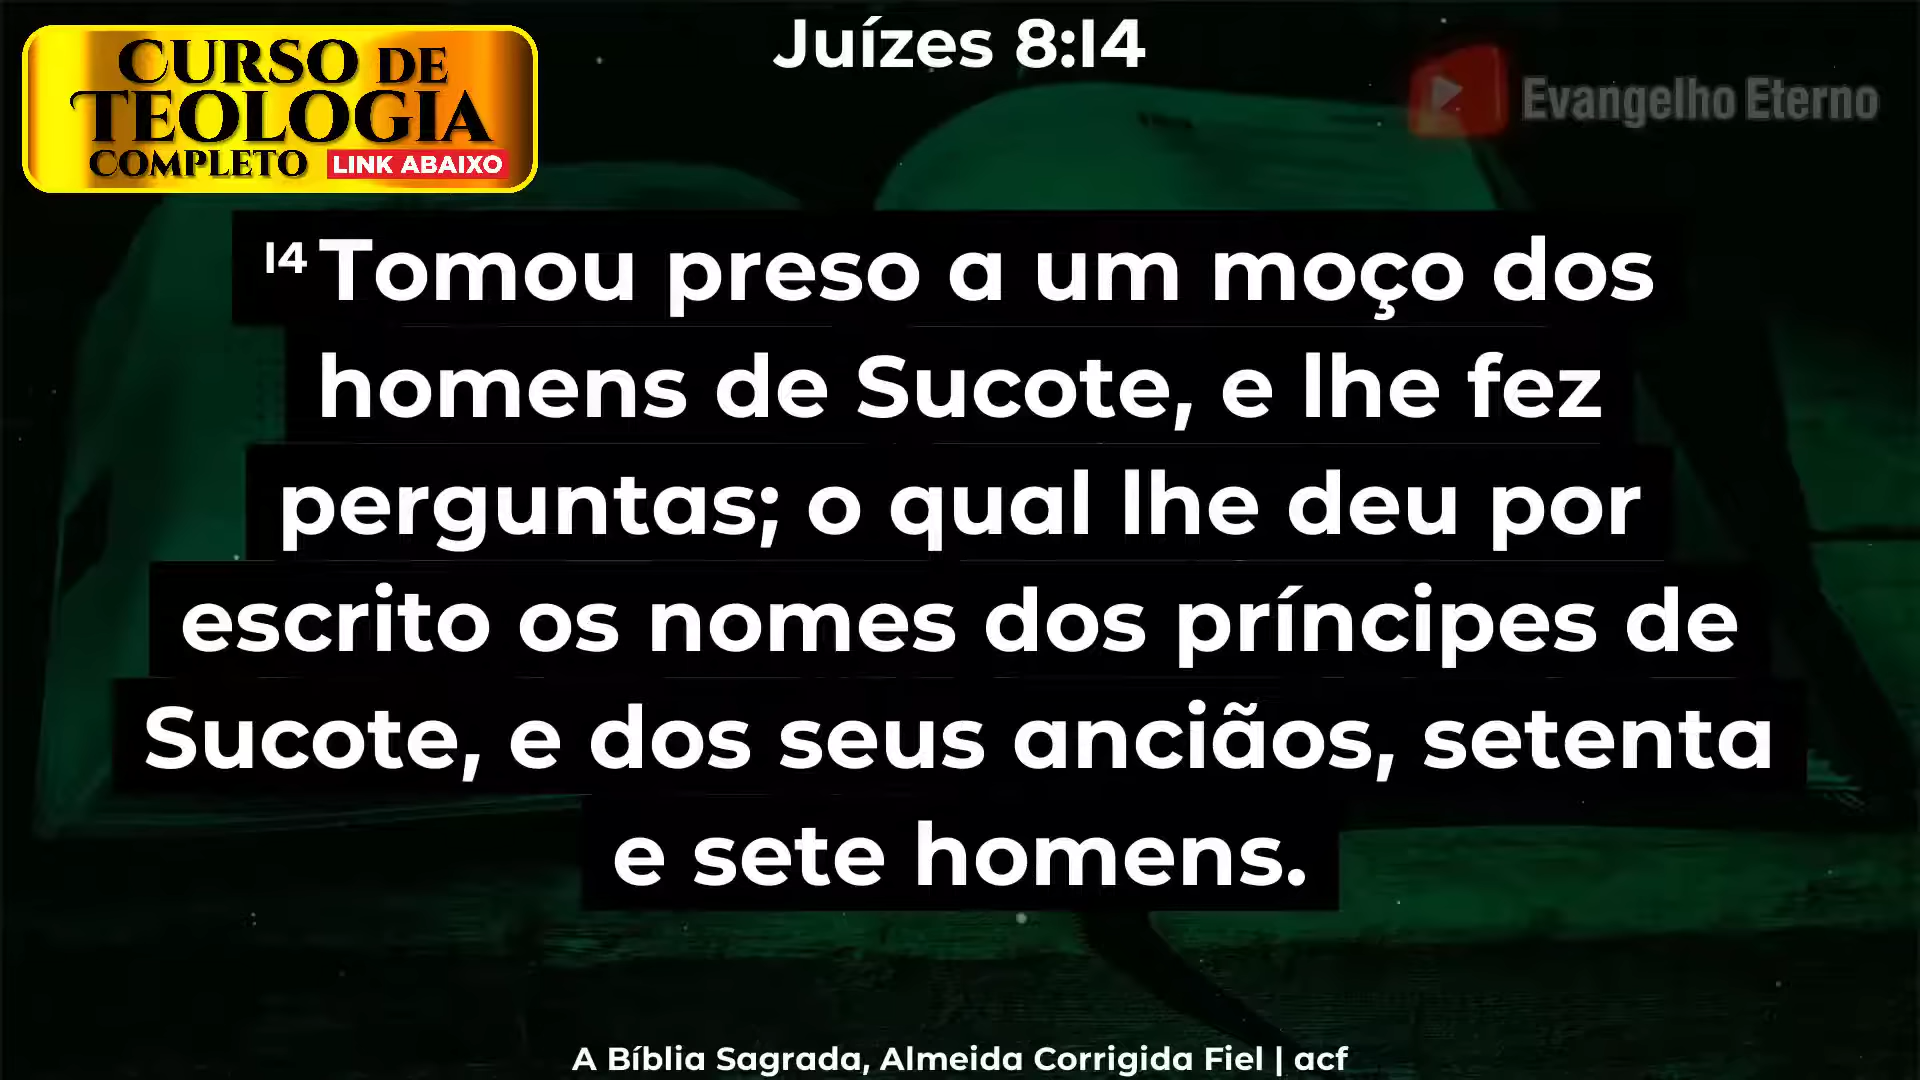 CURSO DE
TEOLOGIA
COMPLETO LINK ABAIXO
Juízes 8:14
Evangelho Eterno
14 Tomou preso a um moço dos
homens de Sucote, e lhe fez
perguntas; o qual lhe deu por
escrito os nomes dos príncipes de
Sucote, e dos seus anciãos, setenta
e sete homens.
A Bíblia Sagrada, Almeida Corrigida Fiel | acf